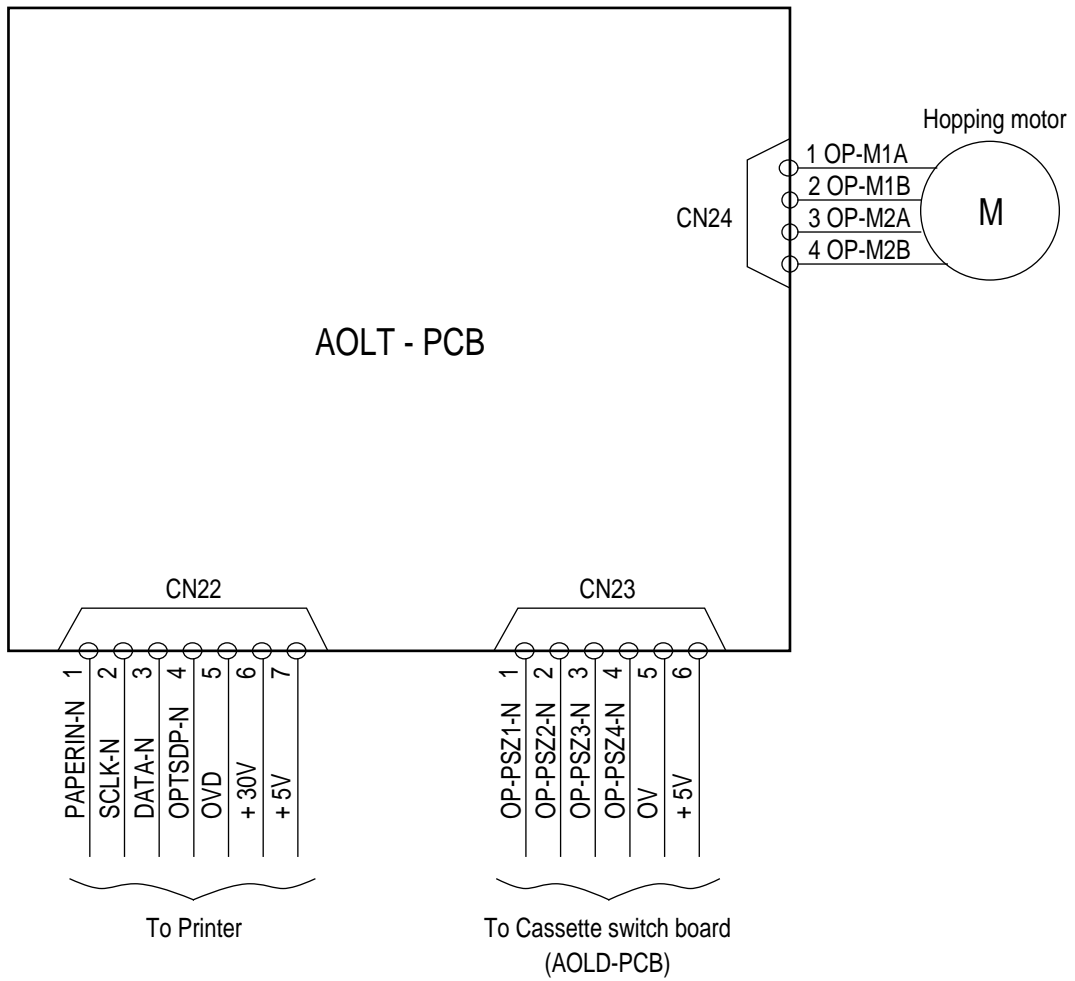 Hopping motor
1 OP-M1A
2 OP-M1B
CN24
3 OP-M2A
M
4 OP-M2B
AOLT - PCB
CN22
CN23
1
2
3
4
5
6
7
1
2
3
4
5
6
PAPERIN-N
SCLK-N
DATA-N
OPTSDP-N
OVD
+ 30V
+ 5V
OP-PSZ1-N
OP-PSZ2-N
OP-PSZ3-N
OP-PSZ4-N
OV
+ 5V
To Printer
To Cassette switch board
(AOLD-PCB)